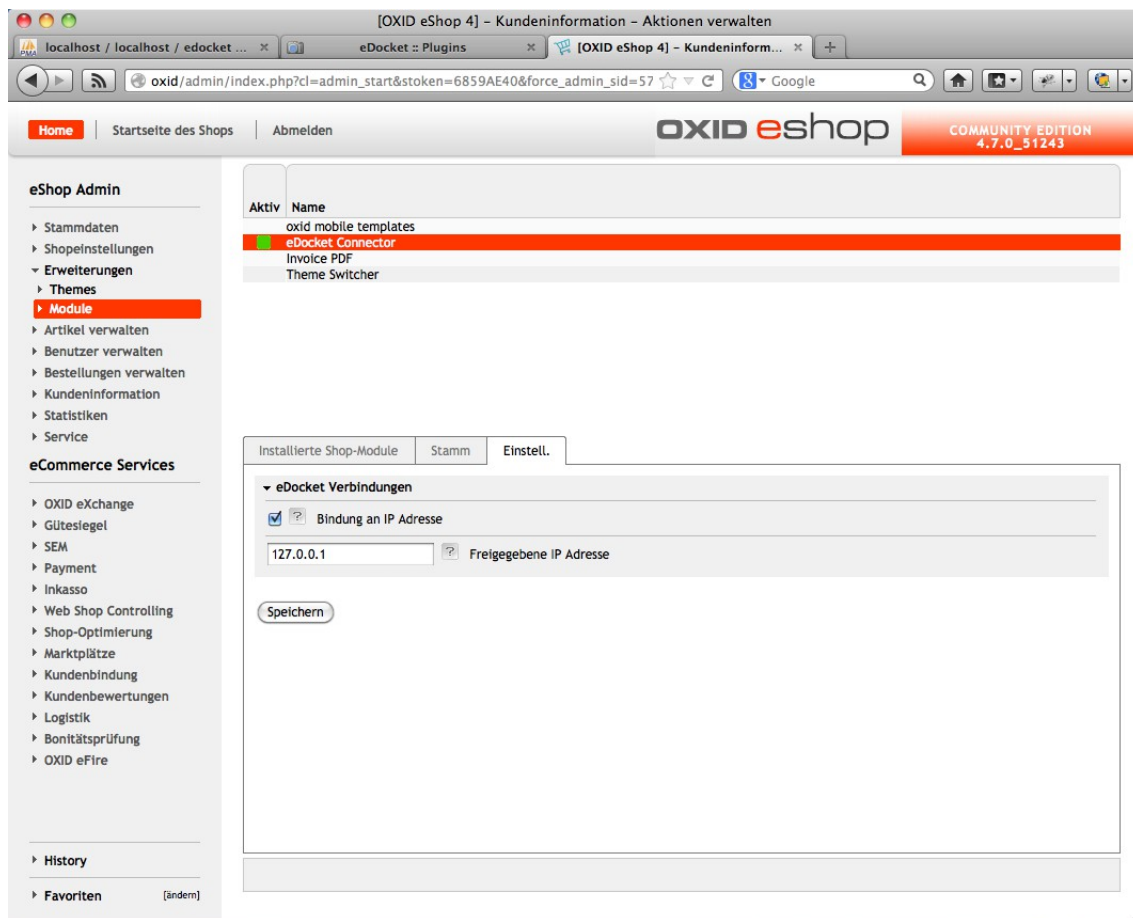 [OXID eShop 4] – Kundeninformation – Aktionen verwalten
localhost / localhost / edocket ...
eDocket :: Plugins
[OXID eShop 4] – Kundeninform...
oxid/admin/index.php?cl=admin_start&stoken=6859AE40&force_admin_sid=57
Google
Home
Startseite des Shops
Abmelden
OXID eshop
COMMUNITY EDITION
4.7.0_51243
eShop Admin
Stammdaten
Shopeinstellungen
Erweiterungen
Themes
Module
Artikel verwalten
Benutzer verwalten
Bestellungen verwalten
Kundeninformation
Statistiken
Service
eCommerce Services
OXID eXchange
Gütesiegel
SEM
Payment
Inkasso
Web Shop Controlling
Shop-Optimierung
Marktplätze
Kundenbindung
Kundenbewertungen
Logistik
Bonitätsprüfung
OXID eFire
History
Favoriten [ändern]
Aktiv Name
oxid mobile templates
eDocket Connector
Invoice PDF
Theme Switcher
Installierte Shop-Module
Stamm
Einstell.
eDocket Verbindungen
? Bindung an IP Adresse
127.0.0.1 ? Freigegebene IP Adresse
Speichern